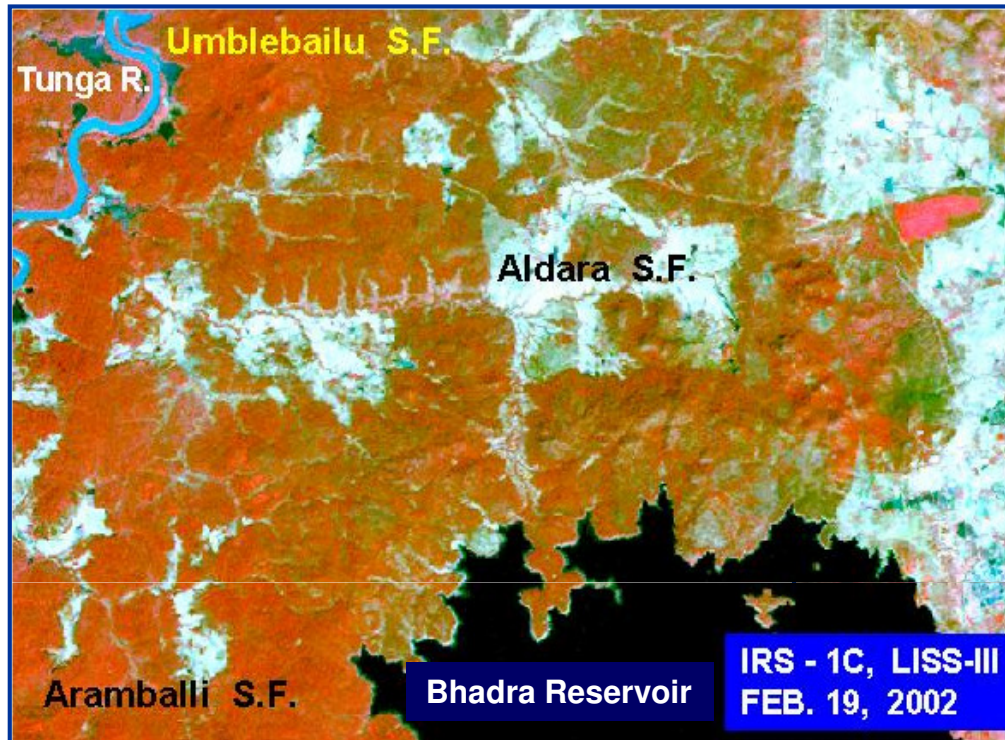 Umblebailu S.F.
Tunga R.
Aldara S.F.
Aramballi S.F.
Bhadra Reservoir
IRS - 1C, LISS-III
FEB. 19, 2002